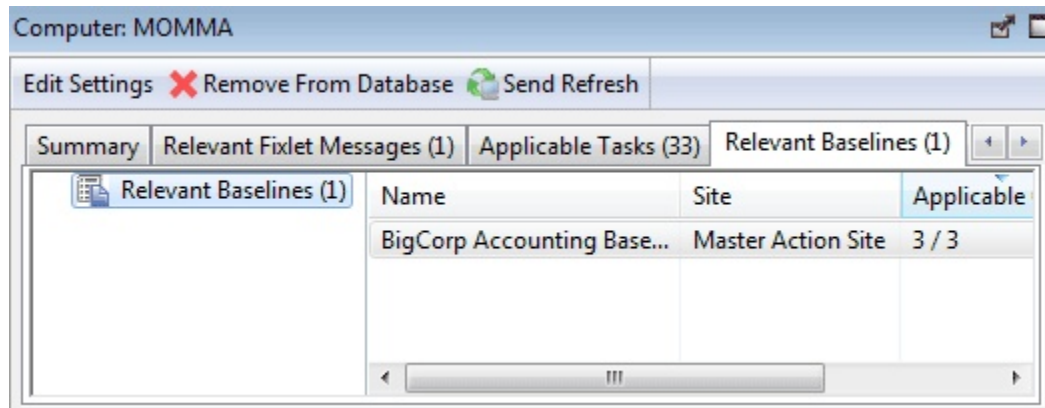 Computer: MOMMA
Edit Settings Remove From Database Send Refresh
Summary Relevant Fixlet Messages (1) Applicable Tasks (33) Relevant Baselines (1)
Relevant Baselines (1) Name Site Applicable
BigCorp Accounting Base... Master Action Site 3 / 3